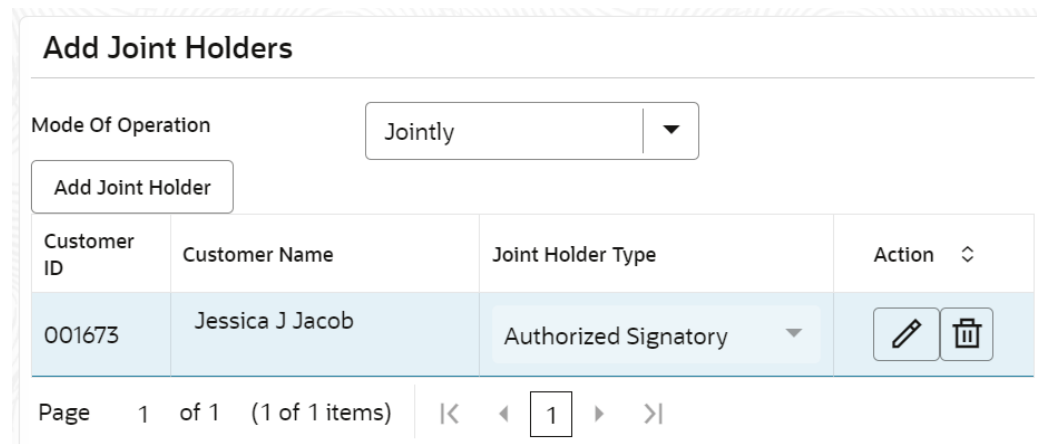 Add Joint Holders
Mode Of Operation Jointly
Add Joint Holder
Customer ID Customer Name Joint Holder Type Action
001673 Jessica J Jacob Authorized Signatory
Page 1 of 1 (1 of 1 items) 1